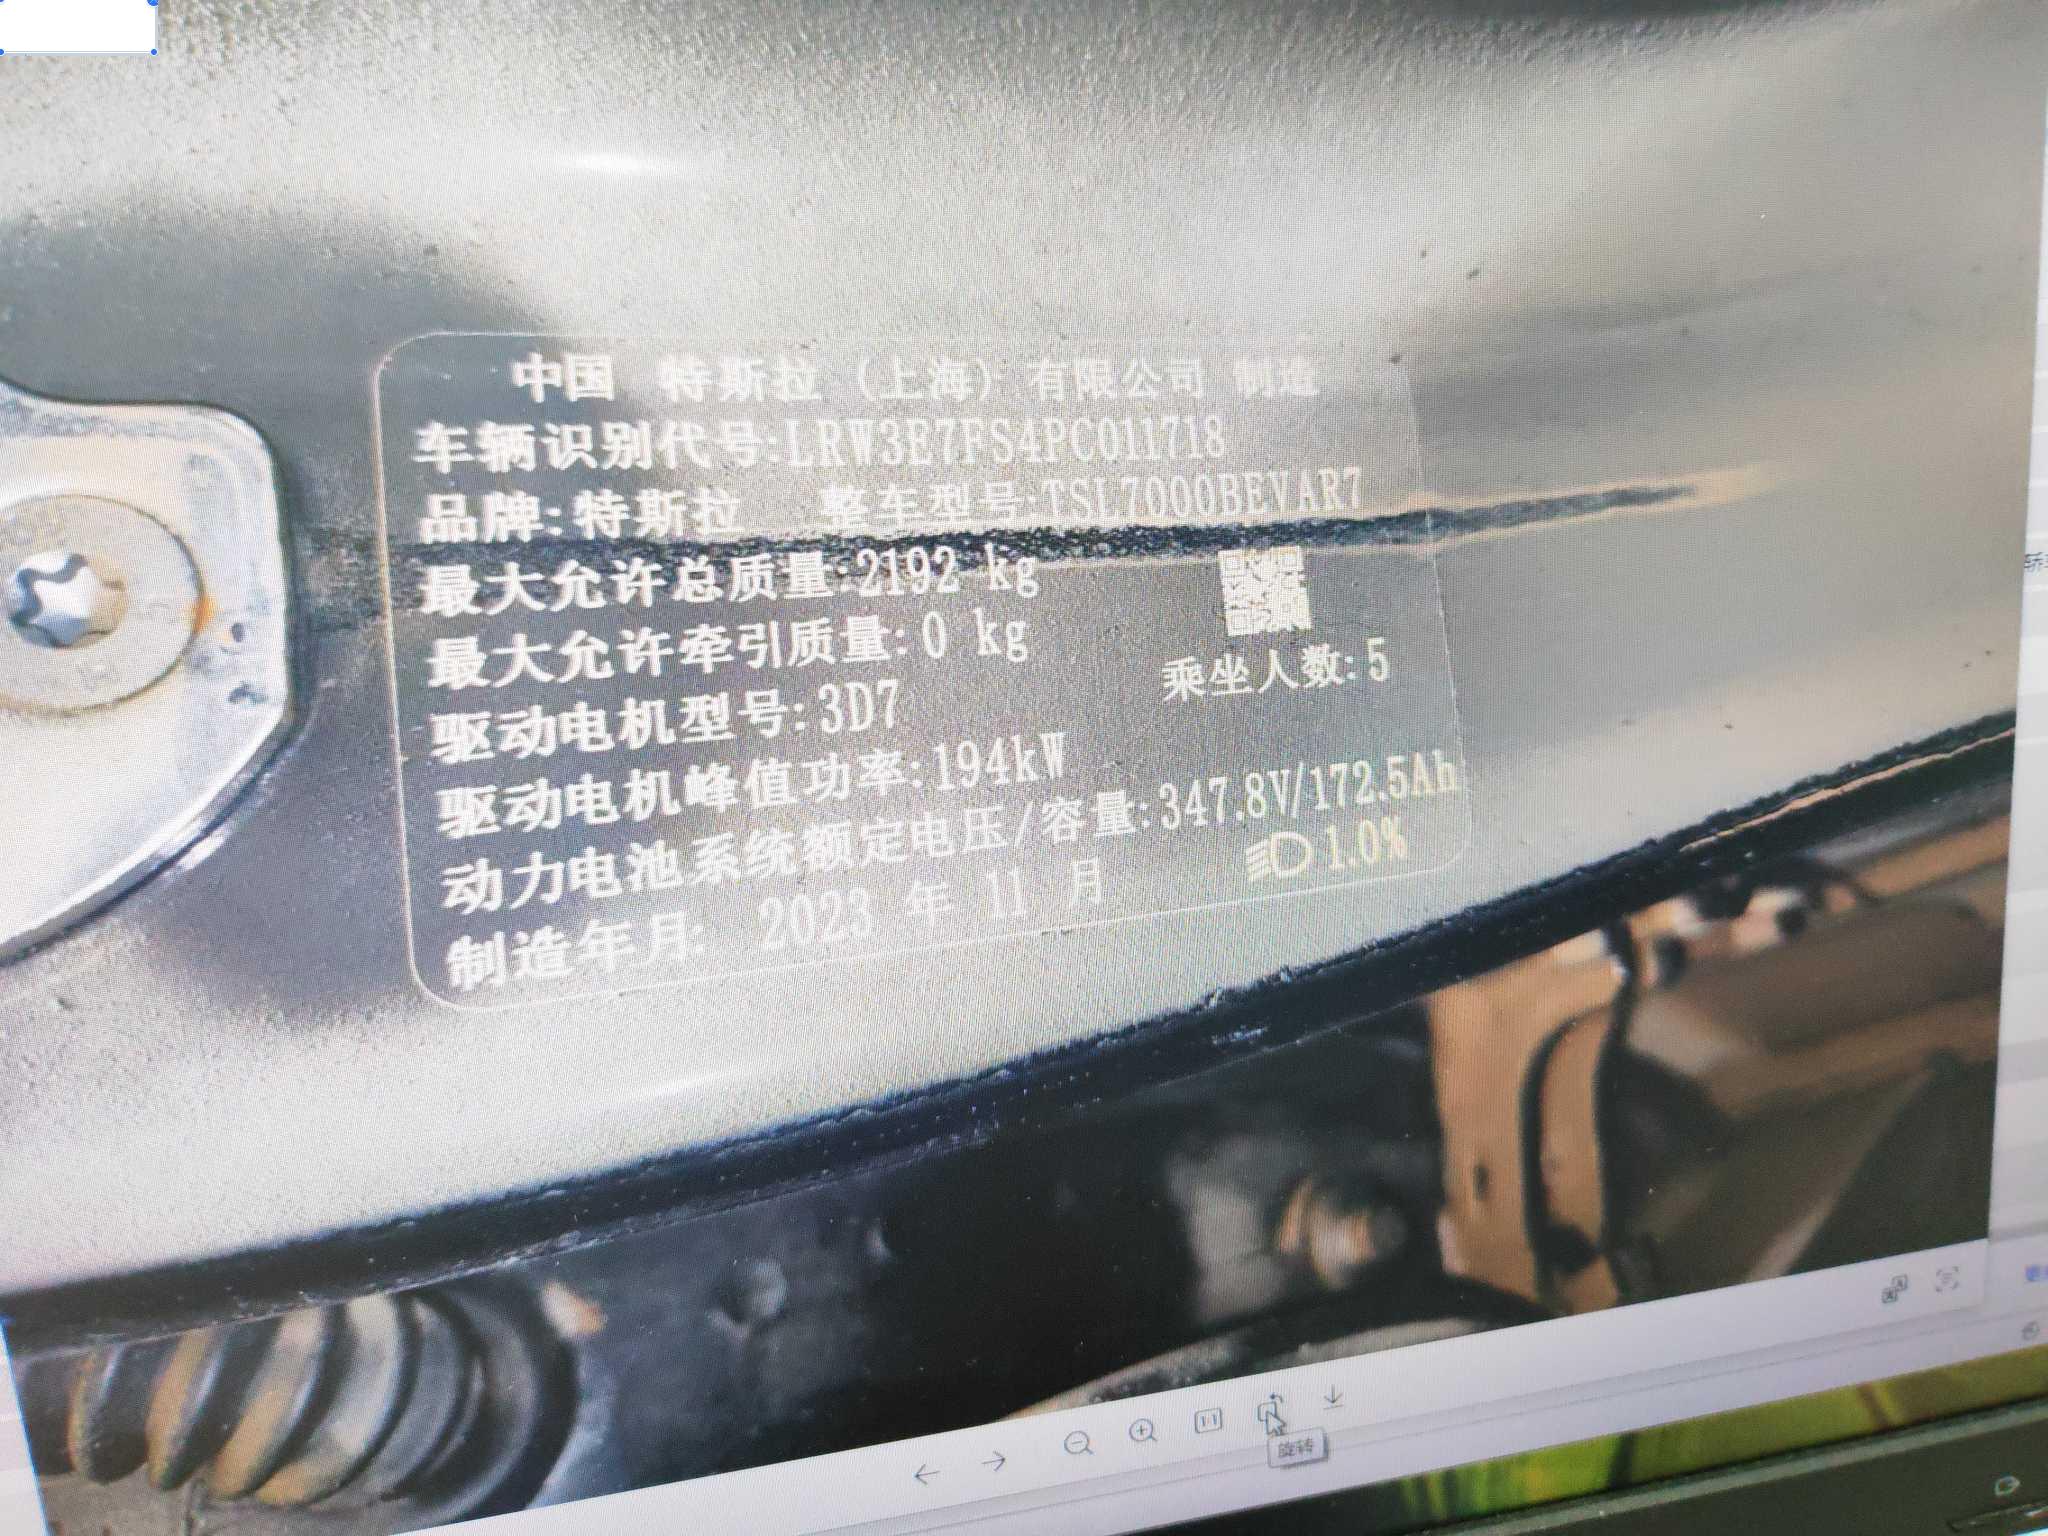 中国 特斯拉（上海）有限公司 制造
车辆识别代号:LRW3E7FS4PC011718
品牌:特斯拉 整车型号:TSL7000BEVAR7
最大允许总质量:2192 kg
最大允许牵引质量:0 kg
乘坐人数:5
驱动电机型号:3D7
驱动电机峰值功率:194kW
动力电池系统额定电压/容量:347.8V/172.5Ah
1.0%
制造年月: 2023 年 11 月
旋转